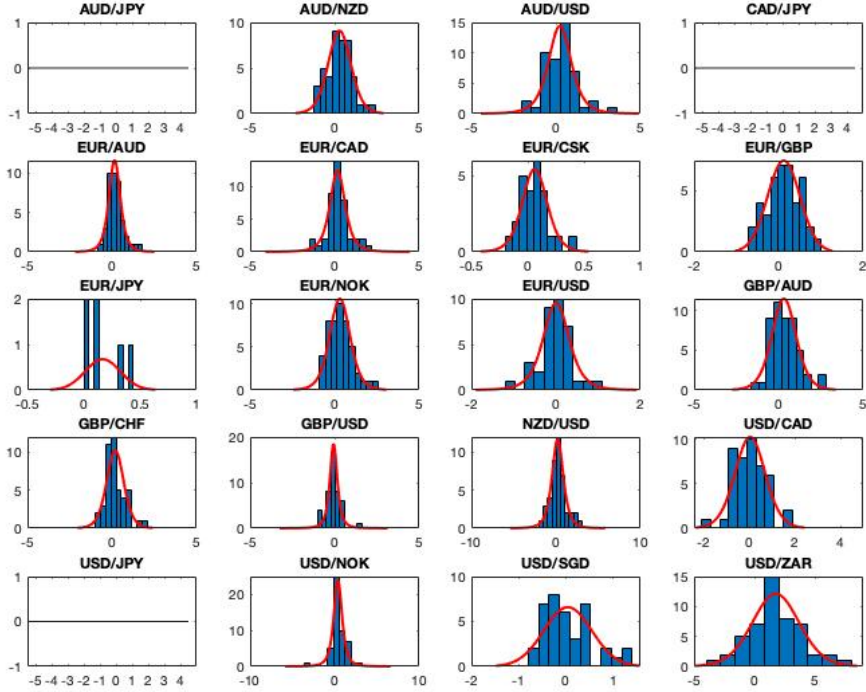 AUD/JPY AUD/NZD AUD/USD CAD/JPY
1 10 15 1
0 5 10 0
5
-1 0 0 -1
-5 -4 -3 -2 -1 0 1 2 3 4 -5 0 5 -5 0 5 -5 -4 -3 -2 -1 0 1 2 3 4
EUR/AUD EUR/CAD EUR/CSK EUR/GBP
10 10 6 5
5 5 4
2
0 0 0 0
-5 0 5 -5 0 5 -0.5 0 0.5 1 -2 -1 0 1 2
EUR/JPY EUR/NOK EUR/USD GBP/AUD
2 10 10 10
1 5 5 5
0 0 0 0
-0.5 0 0.5 1 -5 0 5 -2 0 2 -5 0 5
GBP/CHF GBP/USD NZD/USD USD/CAD
10 20 10 10
5 10 5 5
0 0 0 0
-5 0 5 -5 0 5 -10 0 10 -2 0 2 4
USD/JPY USD/NOK USD/SGD USD/ZAR
1 20 10 15
0 10 5 10
5
-1 0 0 0
-5 -4 -3 -2 -1 0 1 2 3 4 -10 0 10 -2 -1 0 1 -5 0 5